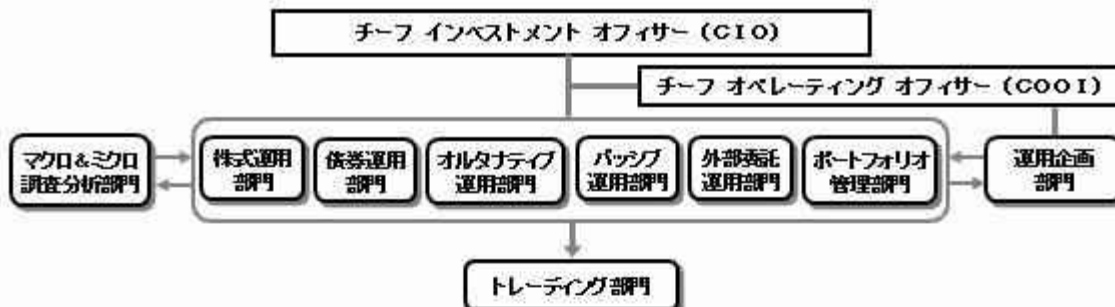 チーフ インベストメント オフィサー (CIO)
チーフ オペレーティング オフィサー (COOI)
マクロ&ミクロ
調査分析部門
株式運用
部門
債券運用
部門
オルタナティブ
運用部門
パッシブ
運用部門
外部委託
運用部門
ポートフォリオ
管理部門
運用企画
部門
トレーディング部門